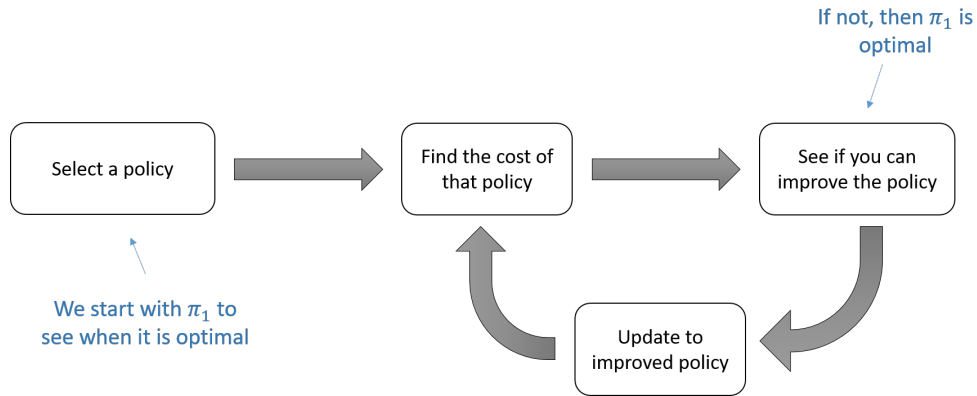 If not, then π₁ is
optimal
Select a policy
Find the cost of
that policy
See if you can
improve the policy
We start with π₁ to
see when it is optimal
Update to
improved policy